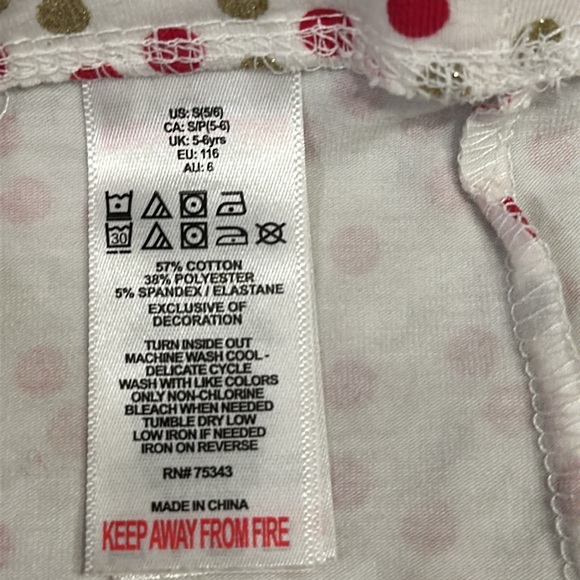 US: S(5/6)
CA: S/P(5-6)
UK: 5-6yrs
EU: 116
AU: 6
30
57% COTTON
38% POLYESTER
5% SPANDEX / ELASTANE
EXCLUSIVE OF
DECORATION
TURN INSIDE OUT
MACHINE WASH COOL -
DELICATE CYCLE
WASH WITH LIKE COLORS
ONLY NON-CHLORINE
BLEACH WHEN NEEDED
TUMBLE DRY LOW
LOW IRON IF NEEDED
IRON ON REVERSE
RN# 75343
MADE IN CHINA
KEEP AWAY FROM FIRE